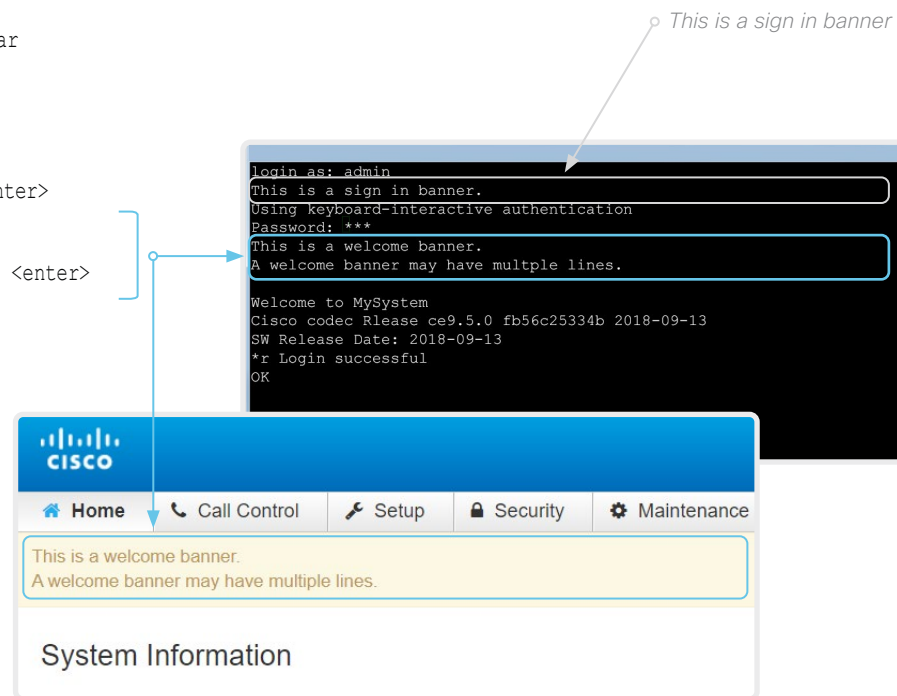 This is a sign in banner
ar
nter>
<enter>
login as: admin
This is a sign in banner.
Using keyboard-interactive authentication
Password: ***
This is a welcome banner.
A welcome banner may have multple lines.
Welcome to MySystem
Cisco codec Rlease ce9.5.0 fb56c25334b 2018-09-13
SW Release Date: 2018-09-13
*r Login successful
OK
CISCO
Home Call Control Setup Security Maintenance
This is a welcome banner.
A welcome banner may have multiple lines.
System Information